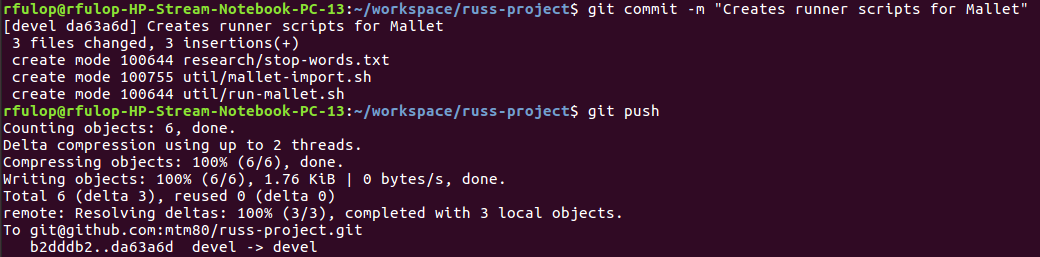 rfulop@rfulop-HP-Stream-Notebook-PC-13:~/workspace/russ-project$ git commit -m "Creates runner scripts for Mallet"
[devel da63a6d] Creates runner scripts for Mallet
 3 files changed, 3 insertions(+)
 create mode 100644 research/stop-words.txt
 create mode 100755 util/mallet-import.sh
 create mode 100644 util/run-mallet.sh
rfulop@rfulop-HP-Stream-Notebook-PC-13:~/workspace/russ-project$ git push
Counting objects: 6, done.
Delta compression using up to 2 threads.
Compressing objects: 100% (6/6), done.
Writing objects: 100% (6/6), 1.76 KiB | 0 bytes/s, done.
Total 6 (delta 3), reused 0 (delta 0)
remote: Resolving deltas: 100% (3/3), completed with 3 local objects.
To git@github.com:mtm80/russ-project.git
   b2dddb2..da63a6d  devel -> devel